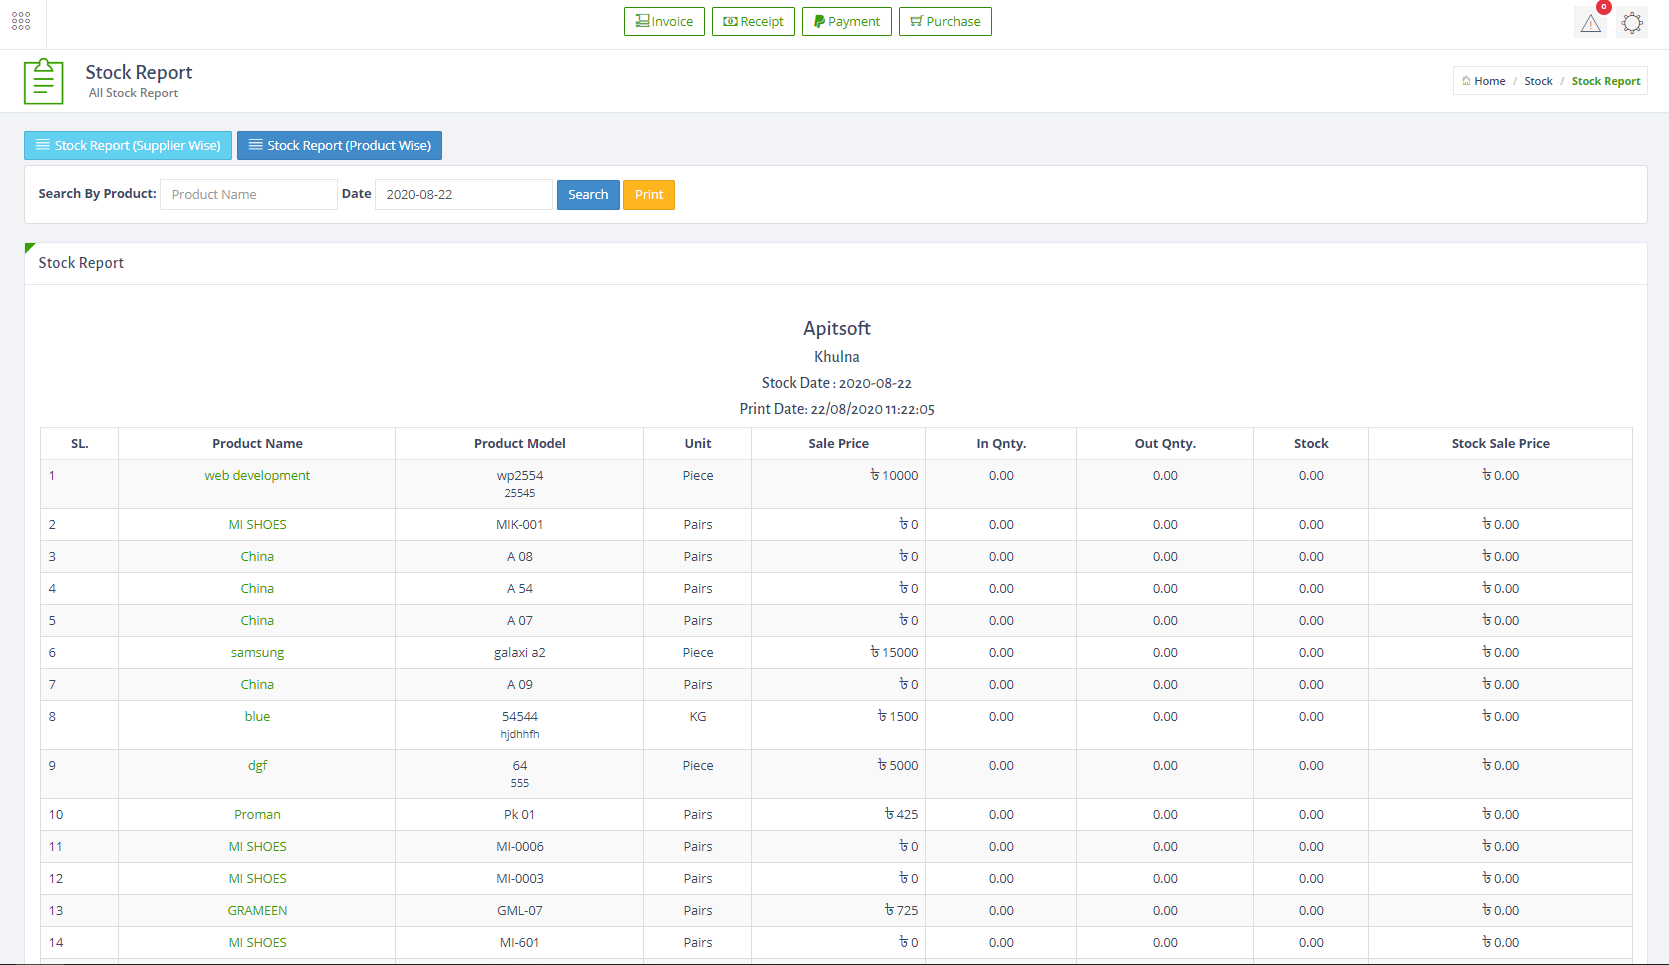 Invoice Receipt Payment Purchase 0
Stock Report
All Stock Report
Home / Stock / Stock Report
Stock Report (Supplier Wise) Stock Report (Product Wise)
Search By Product: Product Name Date 2020-08-22 Search Print
Stock Report
Apitsoft
Khulna
Stock Date : 2020-08-22
Print Date: 22/08/2020 11:22:05
SL. Product Name Product Model Unit Sale Price In Qnty. Out Qnty. Stock Stock Sale Price
1 web development wp2554 Piece ৳ 10000 0.00 0.00 0.00 ৳ 0.00
25545
2 MI SHOES MIK-001 Pairs ৳ 0 0.00 0.00 0.00 ৳ 0.00
3 China A 08 Pairs ৳ 0 0.00 0.00 0.00 ৳ 0.00
4 China A 54 Pairs ৳ 0 0.00 0.00 0.00 ৳ 0.00
5 China A 07 Pairs ৳ 0 0.00 0.00 0.00 ৳ 0.00
6 samsung galaxi a2 Piece ৳ 15000 0.00 0.00 0.00 ৳ 0.00
7 China A 09 Pairs ৳ 0 0.00 0.00 0.00 ৳ 0.00
8 blue 54544 KG ৳ 1500 0.00 0.00 0.00 ৳ 0.00
hjdhhfh
9 dgf 64 Piece ৳ 5000 0.00 0.00 0.00 ৳ 0.00
555
10 Proman Pk 01 Pairs ৳ 425 0.00 0.00 0.00 ৳ 0.00
11 MI SHOES MI-0006 Pairs ৳ 0 0.00 0.00 0.00 ৳ 0.00
12 MI SHOES MI-0003 Pairs ৳ 0 0.00 0.00 0.00 ৳ 0.00
13 GRAMEEN GML-07 Pairs ৳ 725 0.00 0.00 0.00 ৳ 0.00
14 MI SHOES MI-601 Pairs ৳ 0 0.00 0.00 0.00 ৳ 0.00